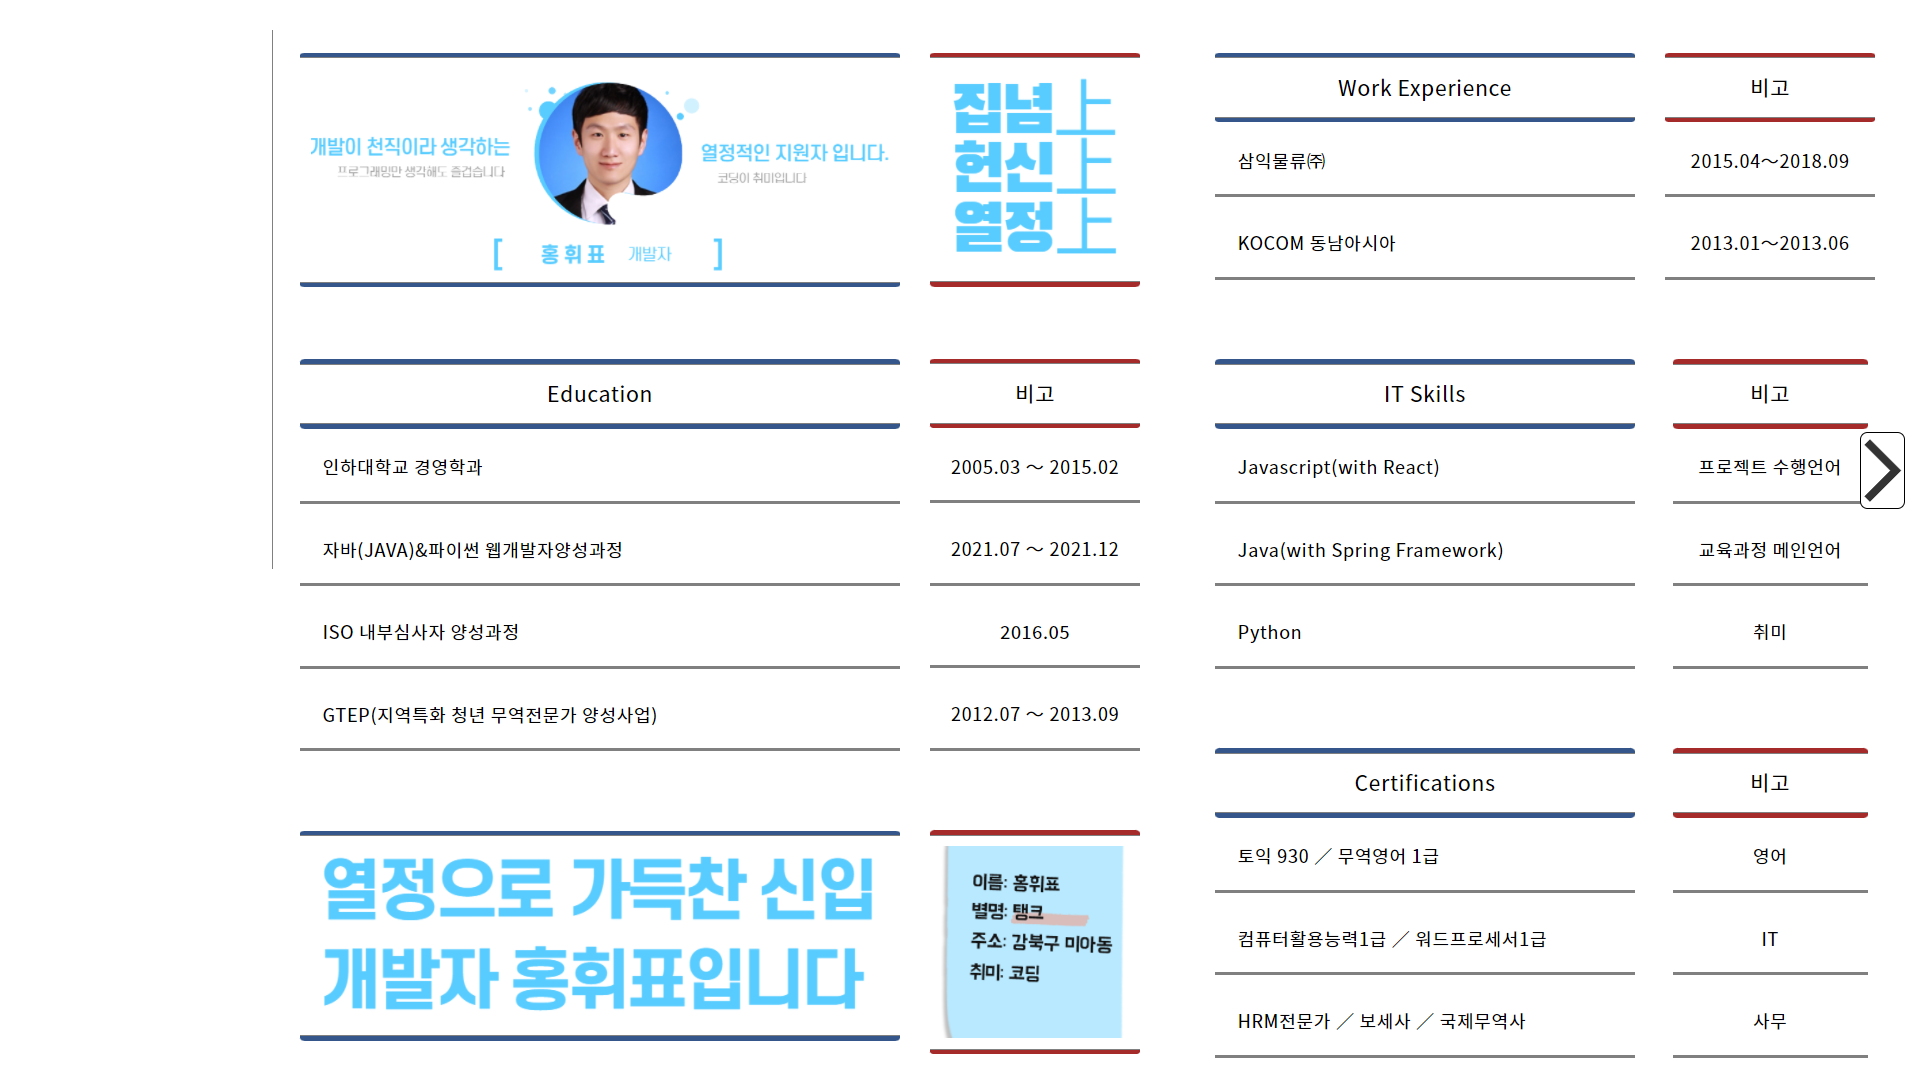 개발이 천직이라 생각하는
프로그래밍만 생각해도 즐겁습니다
열정적인 지원자 입니다.
코딩이 취미입니다
[ 홍휘표 개발자 ]
집념上
헌신上
열정上
Work Experience 비고
삼익물류㈜ 2015.04~2018.09
KOCOM 동남아시아 2013.01~2013.06
Education 비고
인하대학교 경영학과 2005.03 ~ 2015.02
자바(JAVA)&파이썬 웹개발자양성과정 2021.07 ~ 2021.12
ISO 내부심사자 양성과정 2016.05
GTEP(지역특화 청년 무역전문가 양성사업) 2012.07 ~ 2013.09
IT Skills 비고
Javascript(with React) 프로젝트 수행언어
Java(with Spring Framework) 교육과정 메인언어
Python 취미
열정으로 가득찬 신입
개발자 홍휘표입니다
이름: 홍휘표
별명: 탱크
주소: 강북구 미아동
취미: 코딩
Certifications 비고
토익 930 ／ 무역영어 1급 영어
컴퓨터활용능력1급 ／ 워드프로세서1급 IT
HRM전문가 ／ 보세사 ／ 국제무역사 사무